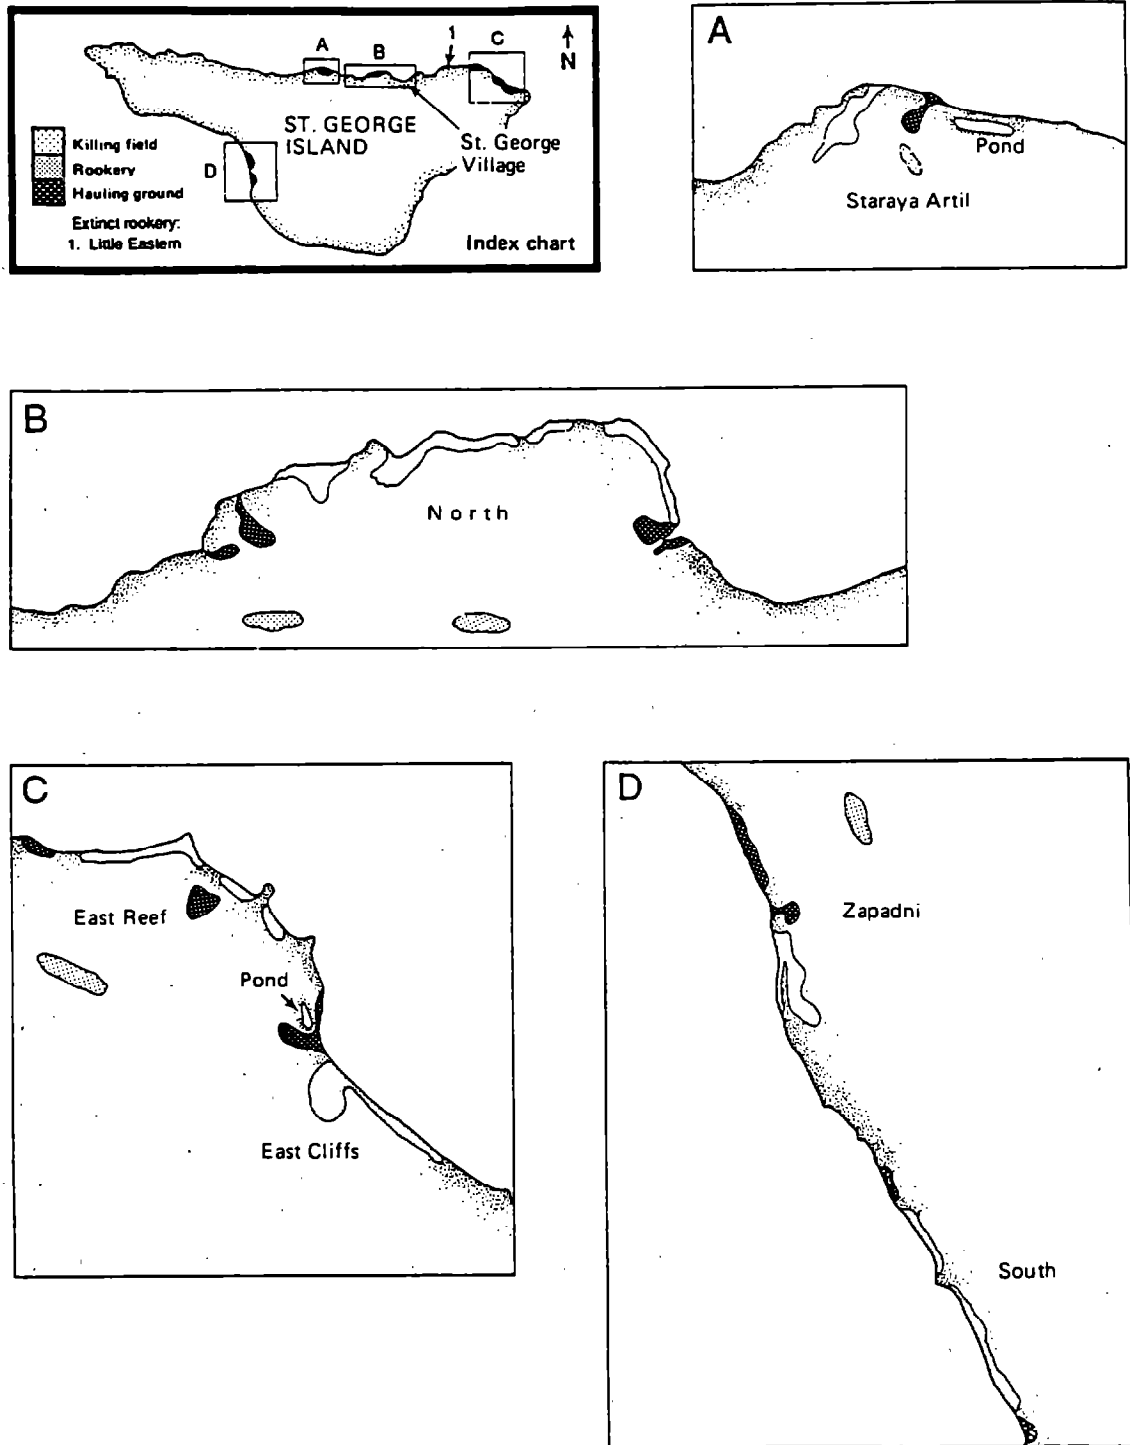 1
A
B
C
N
ST. GEORGE
ISLAND
St. George
Village
D
Killing field
Rookery
Hauling ground
Extinct rookery:
1. Little Eastern
Index chart
A
Pond
Staraya Artil
B
North
C
East Reef
Pond
East Cliffs
D
Zapadni
South